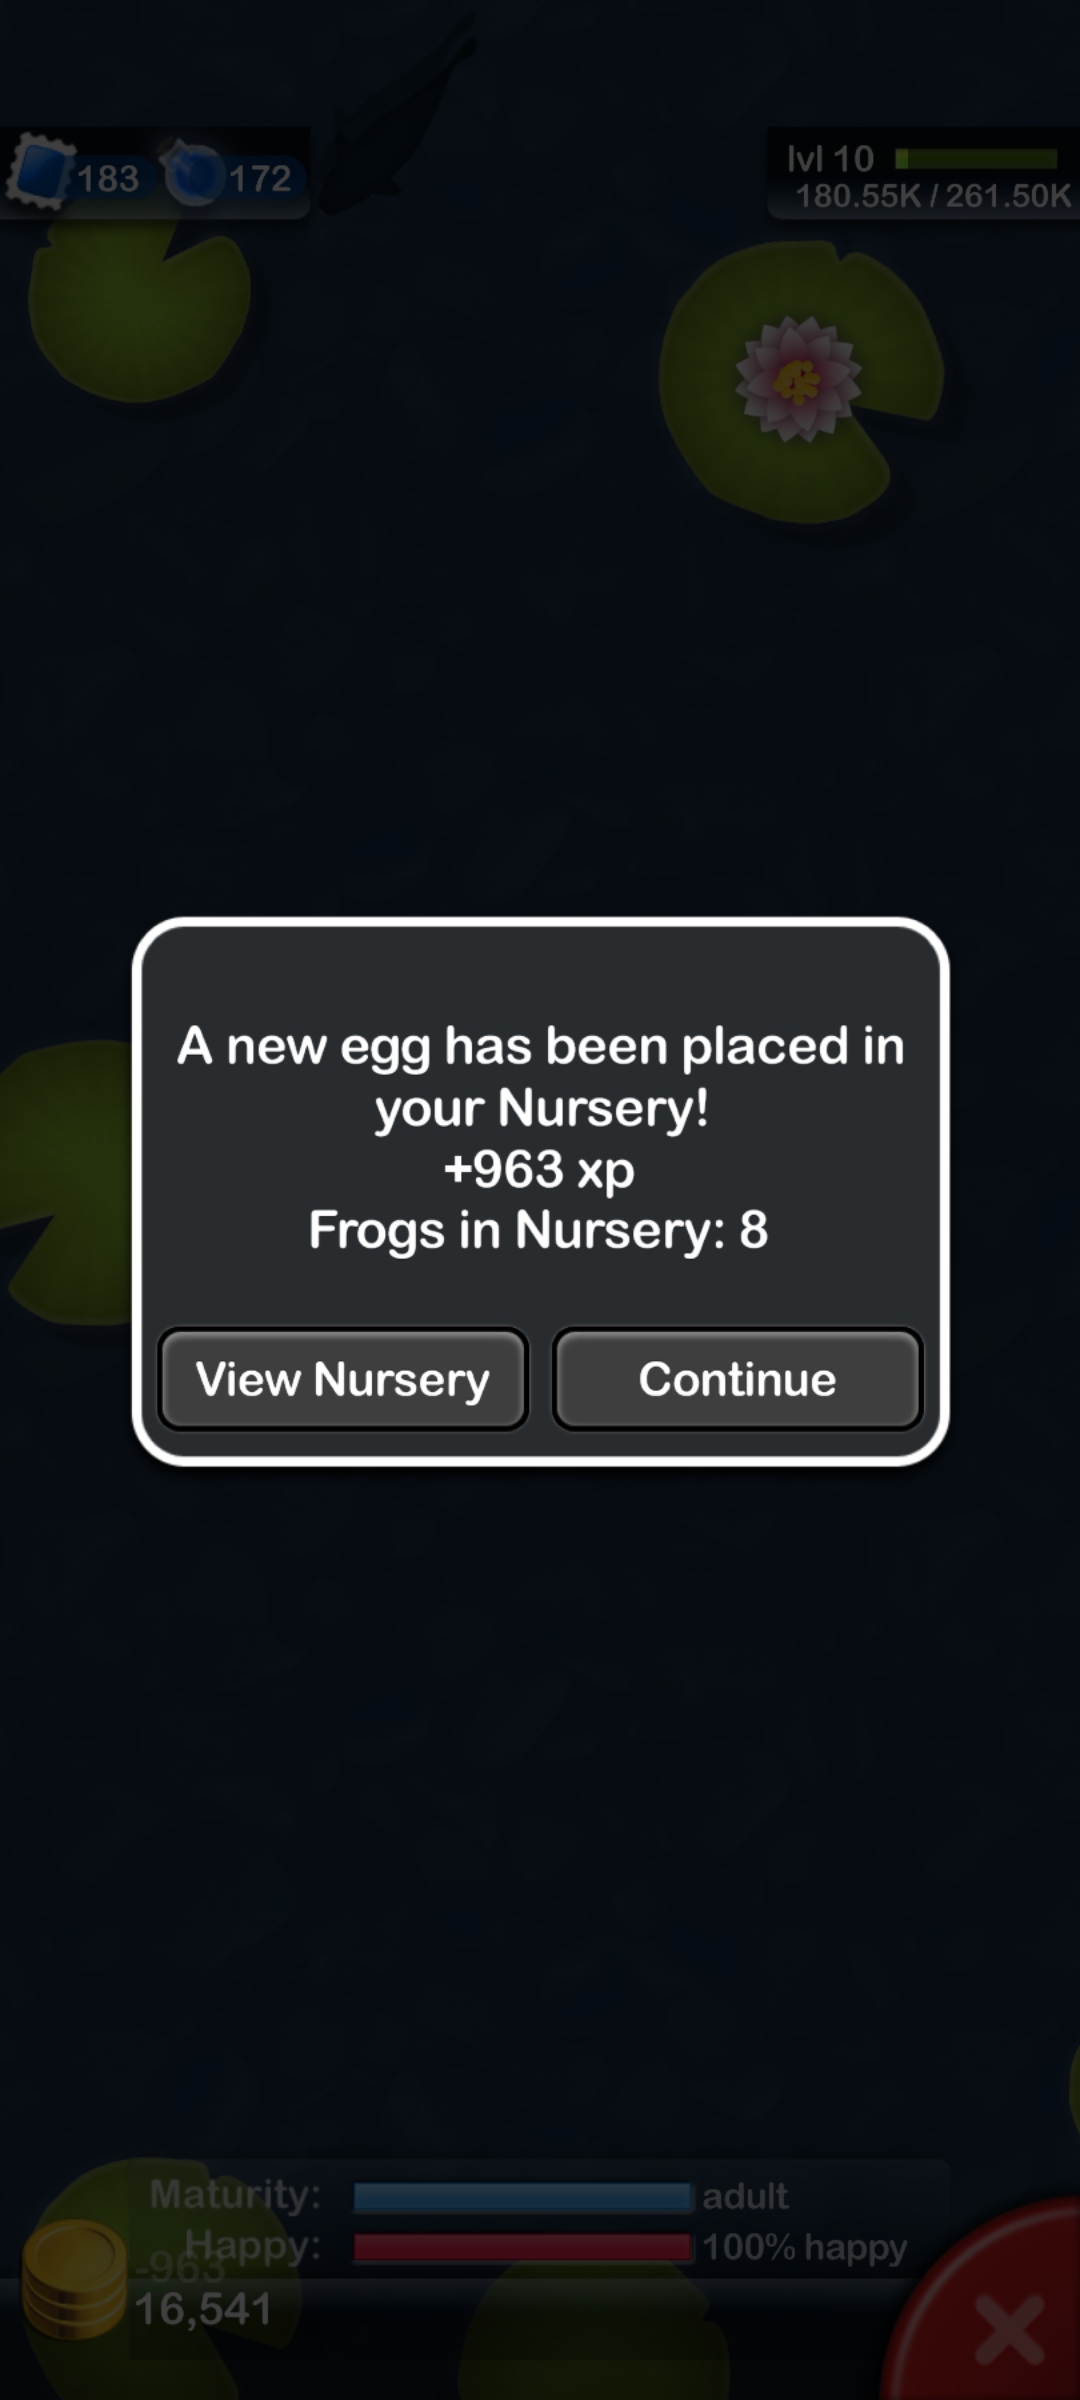 183 172
lvl 10
180.55K / 261.50K
A new egg has been placed in
your Nursery!
+963 xp
Frogs in Nursery: 8
View Nursery Continue
Maturity: adult
Happy: 100% happy
-963
16,541